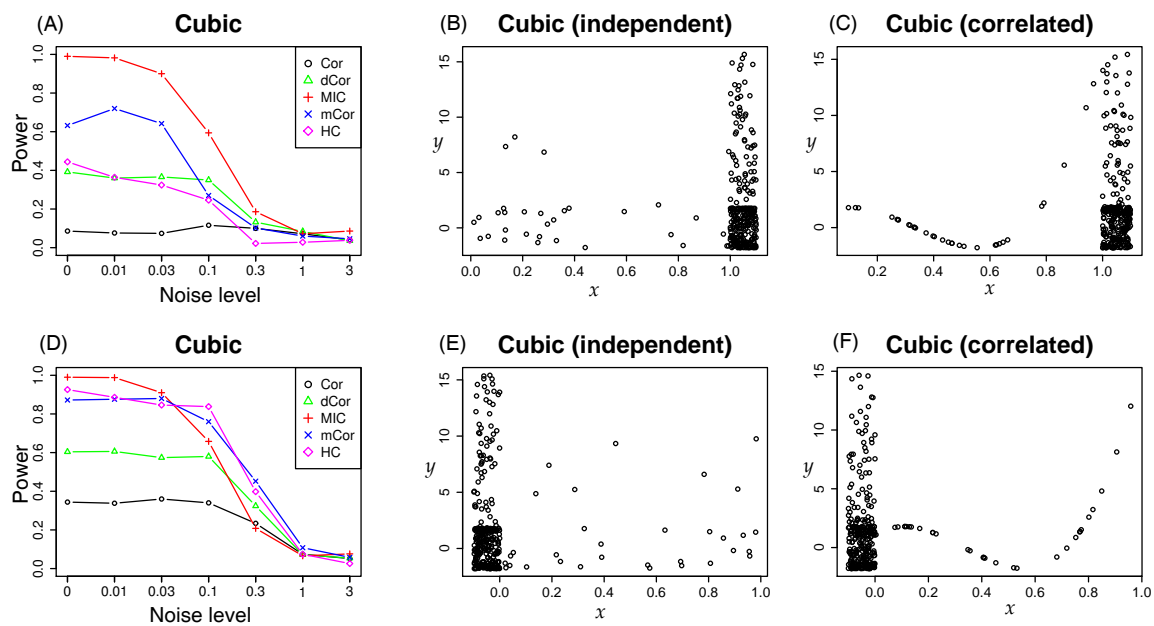 (A) Cubic
Power
0.0 0.2 0.4 0.6 0.8 1.0
Cor
dCor
MIC
mCor
HC
0 0.01 0.03 0.1 0.3 1 3
Noise level
(B) Cubic (independent)
y
0 5 10 15
0.0 0.2 0.4 0.6 0.8 1.0
x
(C) Cubic (correlated)
y
0 5 10 15
0.2 0.4 0.6 0.8 1.0
x
(D) Cubic
Power
0.0 0.2 0.4 0.6 0.8 1.0
Cor
dCor
MIC
mCor
HC
0 0.01 0.03 0.1 0.3 1 3
Noise level
(E) Cubic (independent)
y
0 5 10 15
0.0 0.2 0.4 0.6 0.8 1.0
x
(F) Cubic (correlated)
y
0 5 10 15
0.0 0.2 0.4 0.6 0.8 1.0
x